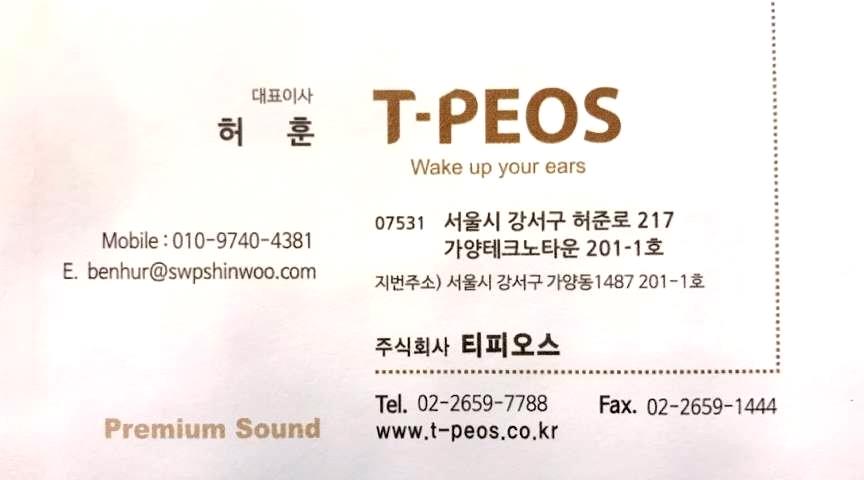 대표이사
허 훈
Mobile : 010-9740-4381
E. benhur@swpshinwoo.com
Premium Sound
T-PEOS
Wake up your ears
07531 서울시 강서구 허준로 217
가양테크노타운 201-1호
지번주소) 서울시 강서구 가양동1487 201-1호
주식회사 티피오스
Tel. 02-2659-7788 Fax. 02-2659-1444
www.t-peos.co.kr